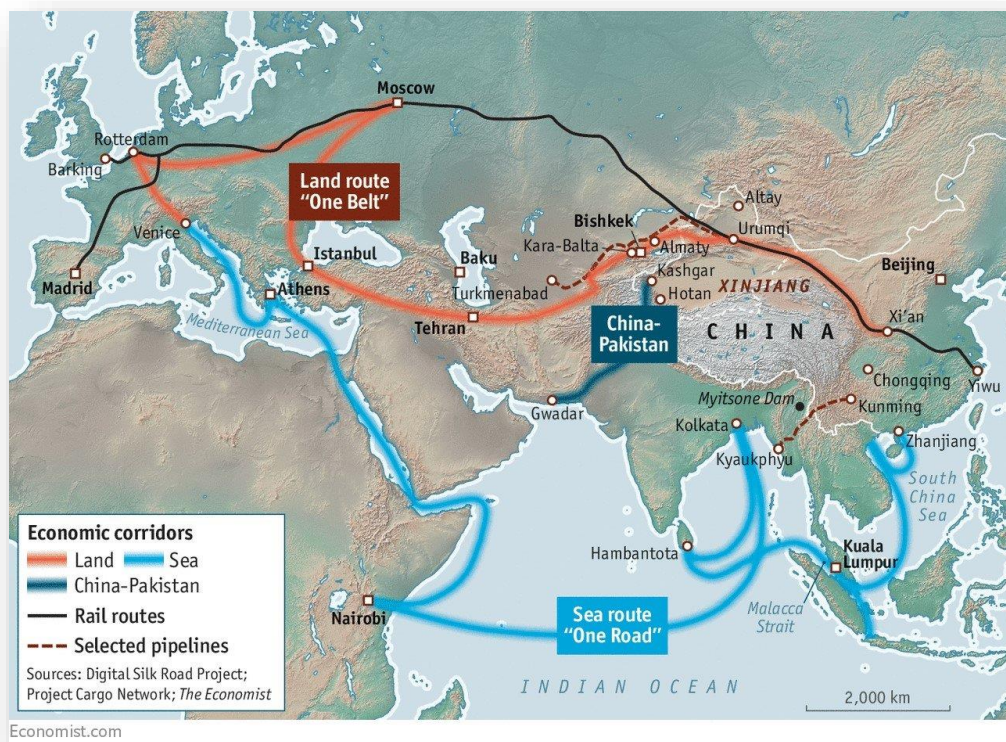 Moscow
Rotterdam
Barking
Land route
"One Belt"
Altay
Bishkek
Urumqi
Venice
Kara-Balta
Almaty
Istanbul
Baku
Kashgar
Beijing
Madrid
Athens
Turkmenabad
Hotan
XINJIANG
Mediterranean Sea
Tehran
China-
Pakistan
CHINA
Xi'an
Chongqing
Yiwu
Gwadar
Myitsone Dam
Kunming
Kolkata
Zhanjiang
Kyaukphyu
South
China
Sea
Economic corridors
Land
Sea
China-Pakistan
Rail routes
Selected pipelines
Sources: Digital Silk Road Project;
Project Cargo Network; The Economist
Hambantota
Kuala
Lumpur
Nairobi
Sea route
"One Road"
Malacca
Strait
INDIAN OCEAN
2,000 km
Economist.com